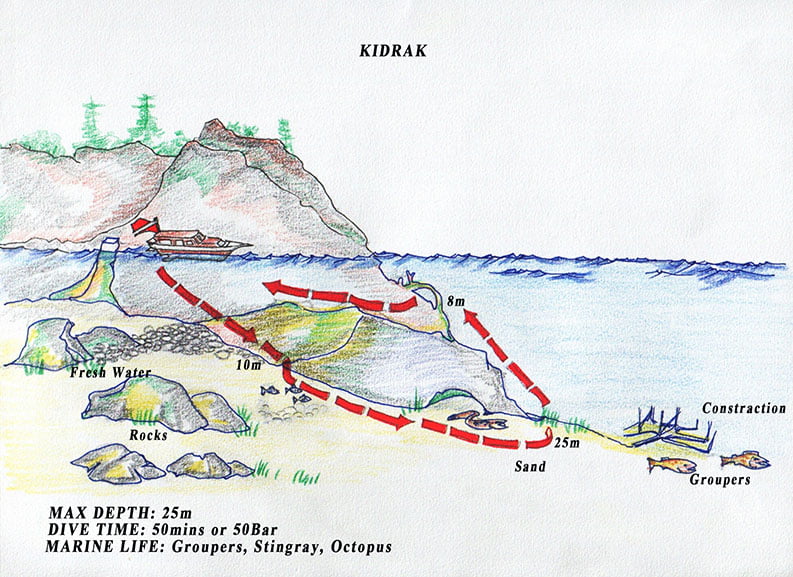 KIDRAK
8m
10m
Fresh Water
Constraction
Rocks
25m
Sand
Groupers
MAX DEPTH: 25m
DIVE TIME: 50mins or 50Bar
MARINE LIFE: Groupers, Stingray, Octopus